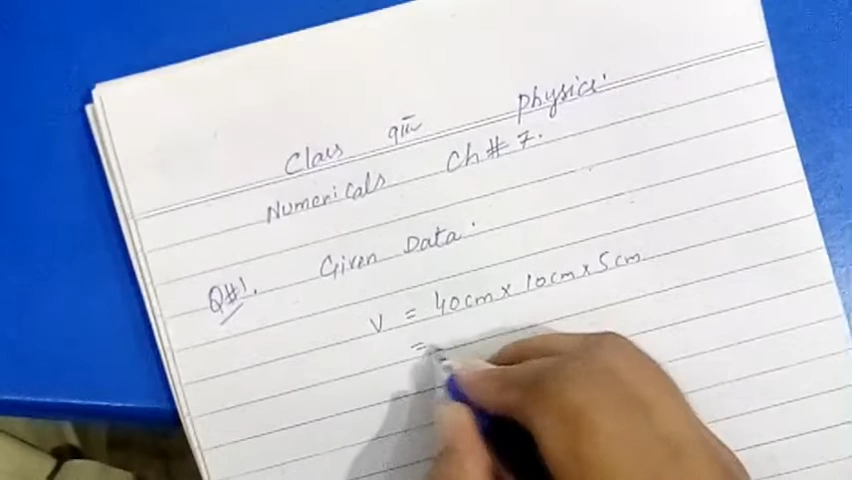 Class 9th Physics.
Numericals Ch # 7.
Q#1. Given Data.
V = 40cm x 10cm x 5cm
=